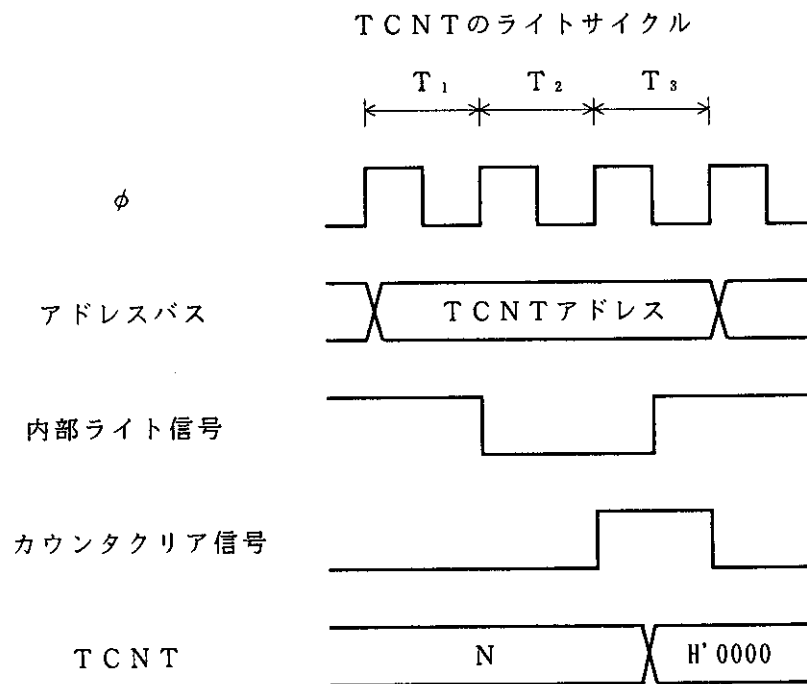 TCNTのライトサイクル
T₁ T₂ T₃
φ
アドレスバス TCNTアドレス
内部ライト信号
カウンタクリア信号
TCNT N H'0000